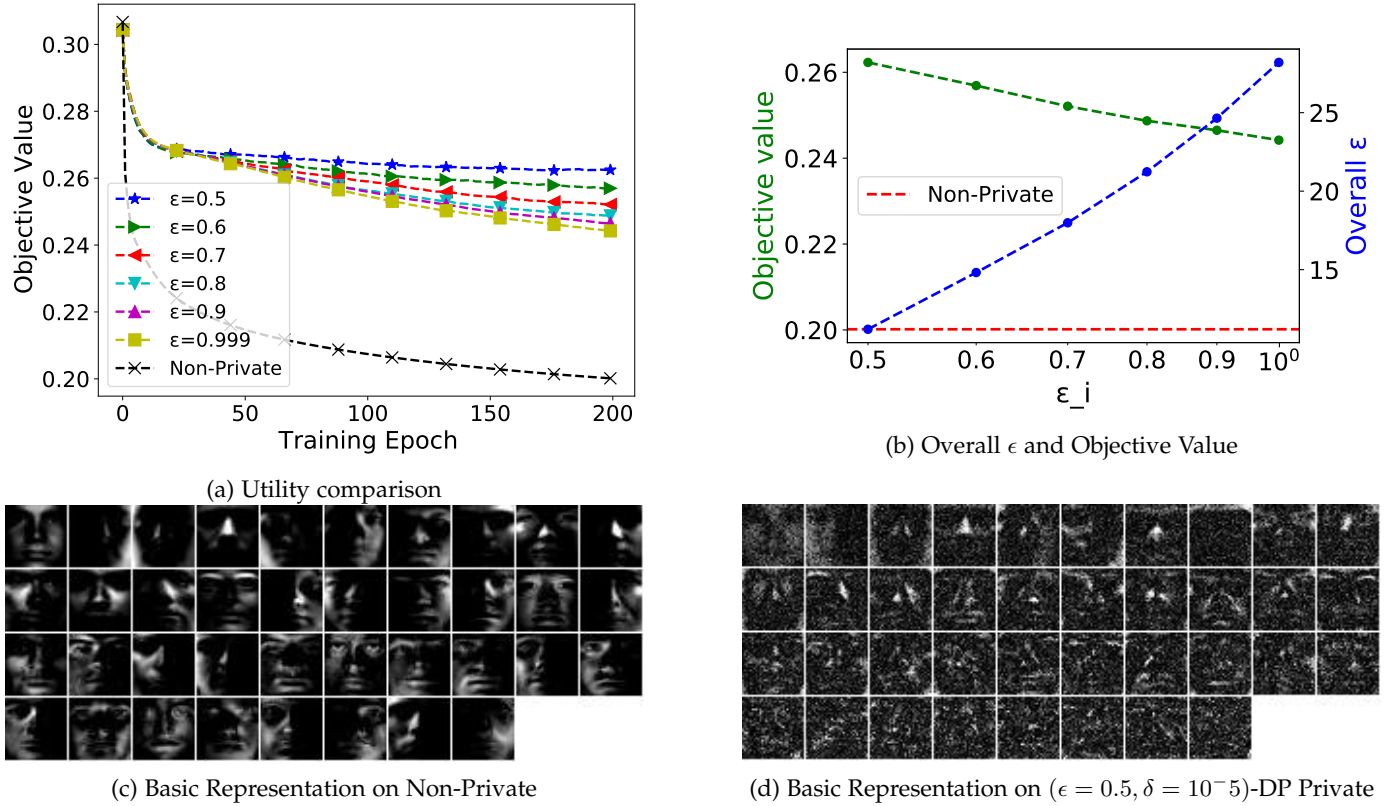 0.30
0.28
0.26
0.24
0.22
0.20
Objective Value
ε=0.5
ε=0.6
ε=0.7
ε=0.8
ε=0.9
ε=0.999
Non-Private
0
50
100
150
200
Training Epoch
(a) Utility comparison
0.26
0.24
0.22
0.20
Objective value
Non-Private
25
20
15
Overall ε
0.5
0.6
0.7
0.8
0.9
10⁰
ε_i
(b) Overall ϵ and Objective Value
(c) Basic Representation on Non-Private
(d) Basic Representation on (ϵ = 0.5, δ = 10⁻5)-DP Private